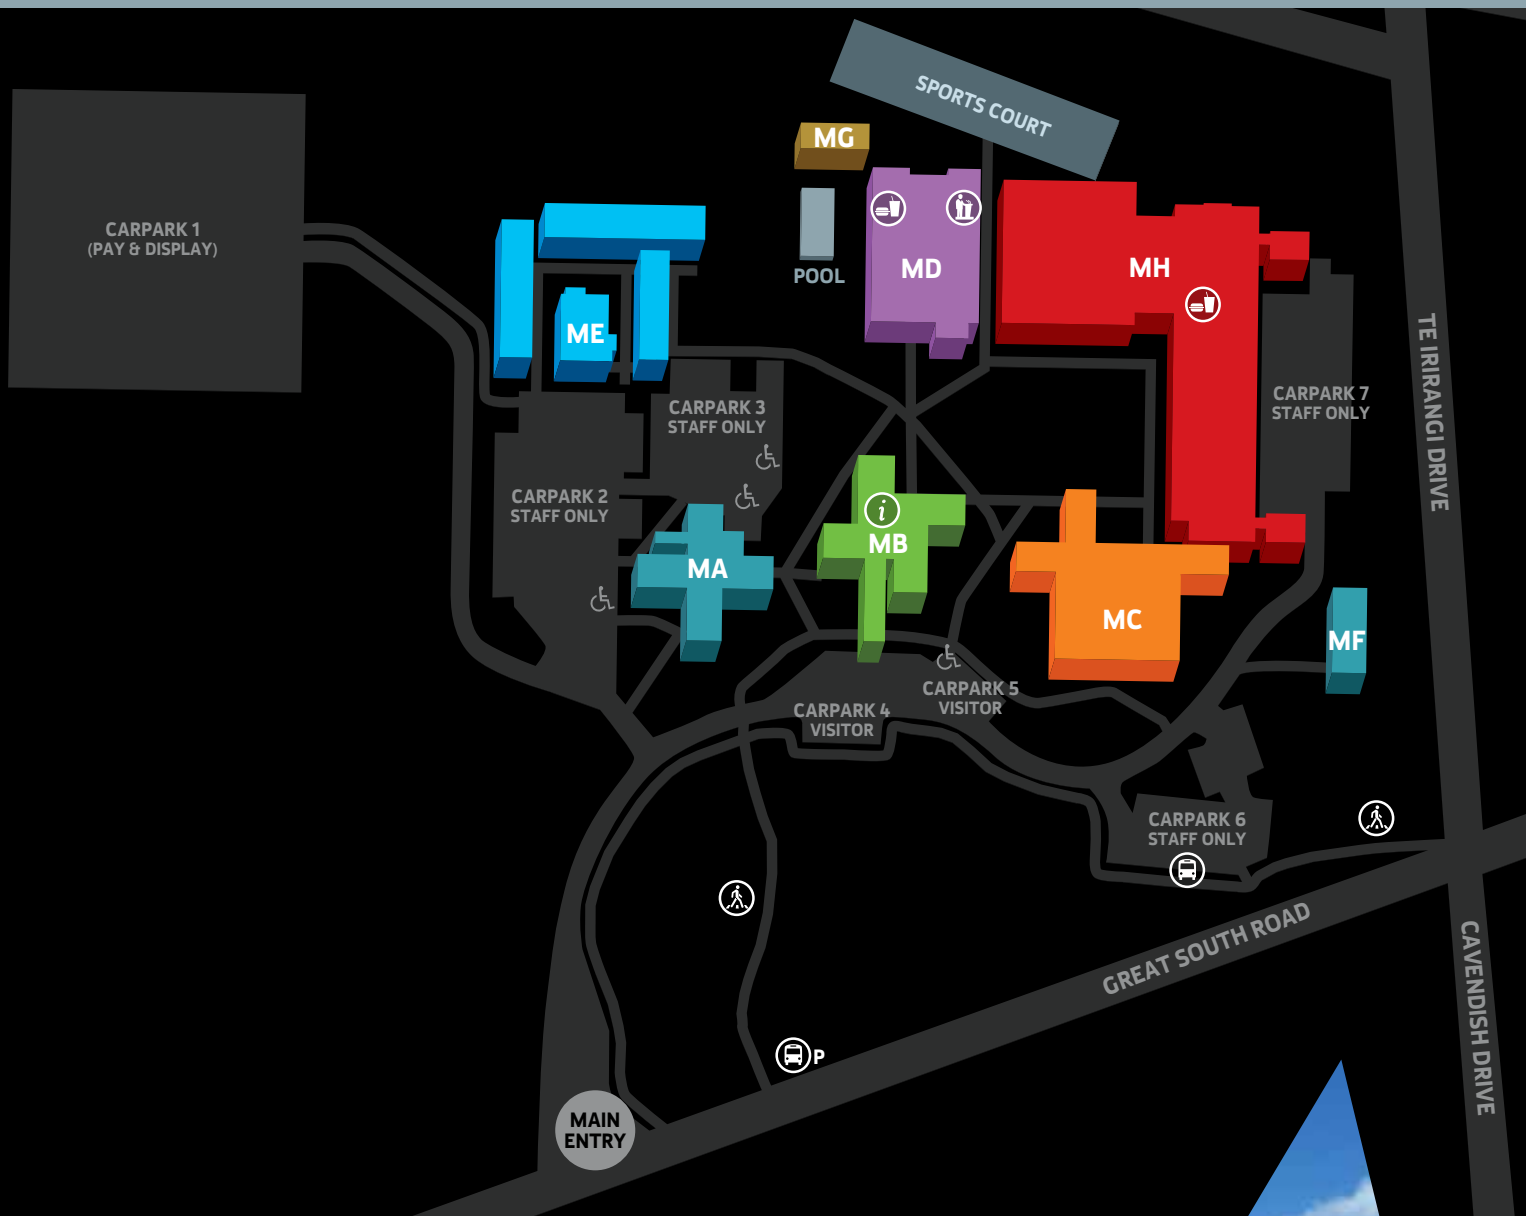 SPORTS COURT
MG
CARPARK 1
(PAY & DISPLAY)
POOL
MD
MH
ME
TE IRIRANGI DRIVE
CARPARK 3
STAFF ONLY
CARPARK 7
STAFF ONLY
CARPARK 2
STAFF ONLY
i
MB
MA
MC
MF
CARPARK 5
VISITOR
CARPARK 4
VISITOR
CARPARK 6
STAFF ONLY
GREAT SOUTH ROAD
CAVENDISH DRIVE
P
MAIN
ENTRY